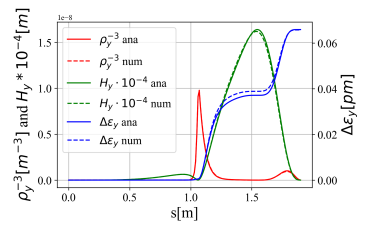 1e−8
ρ_y^{-3}[m^{-3}] and H_y * 10^{-4}[m]
1.5
1.0
0.5
0.0
ρ_y^{-3} ana
ρ_y^{-3} num
H_y · 10^{-4} ana
H_y · 10^{-4} num
Δε_y ana
Δε_y num
0.06
0.04
0.02
0.00
Δε_y[pm]
0.0 0.5 1.0 1.5
s[m]